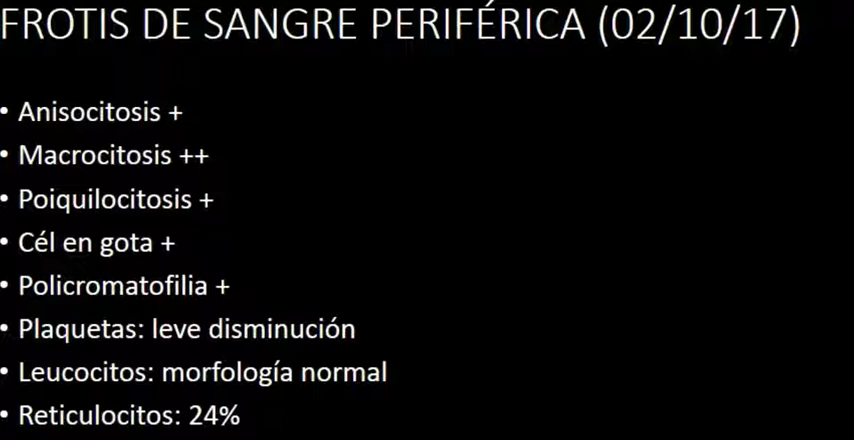 FROTIS DE SANGRE PERIFÉRICA (02/10/17)
• Anisocitosis +
• Macrocitosis ++
• Poiquilocitosis +
• Cél en gota +
• Policromatofilia +
• Plaquetas: leve disminución
• Leucocitos: morfología normal
• Reticulocitos: 24%